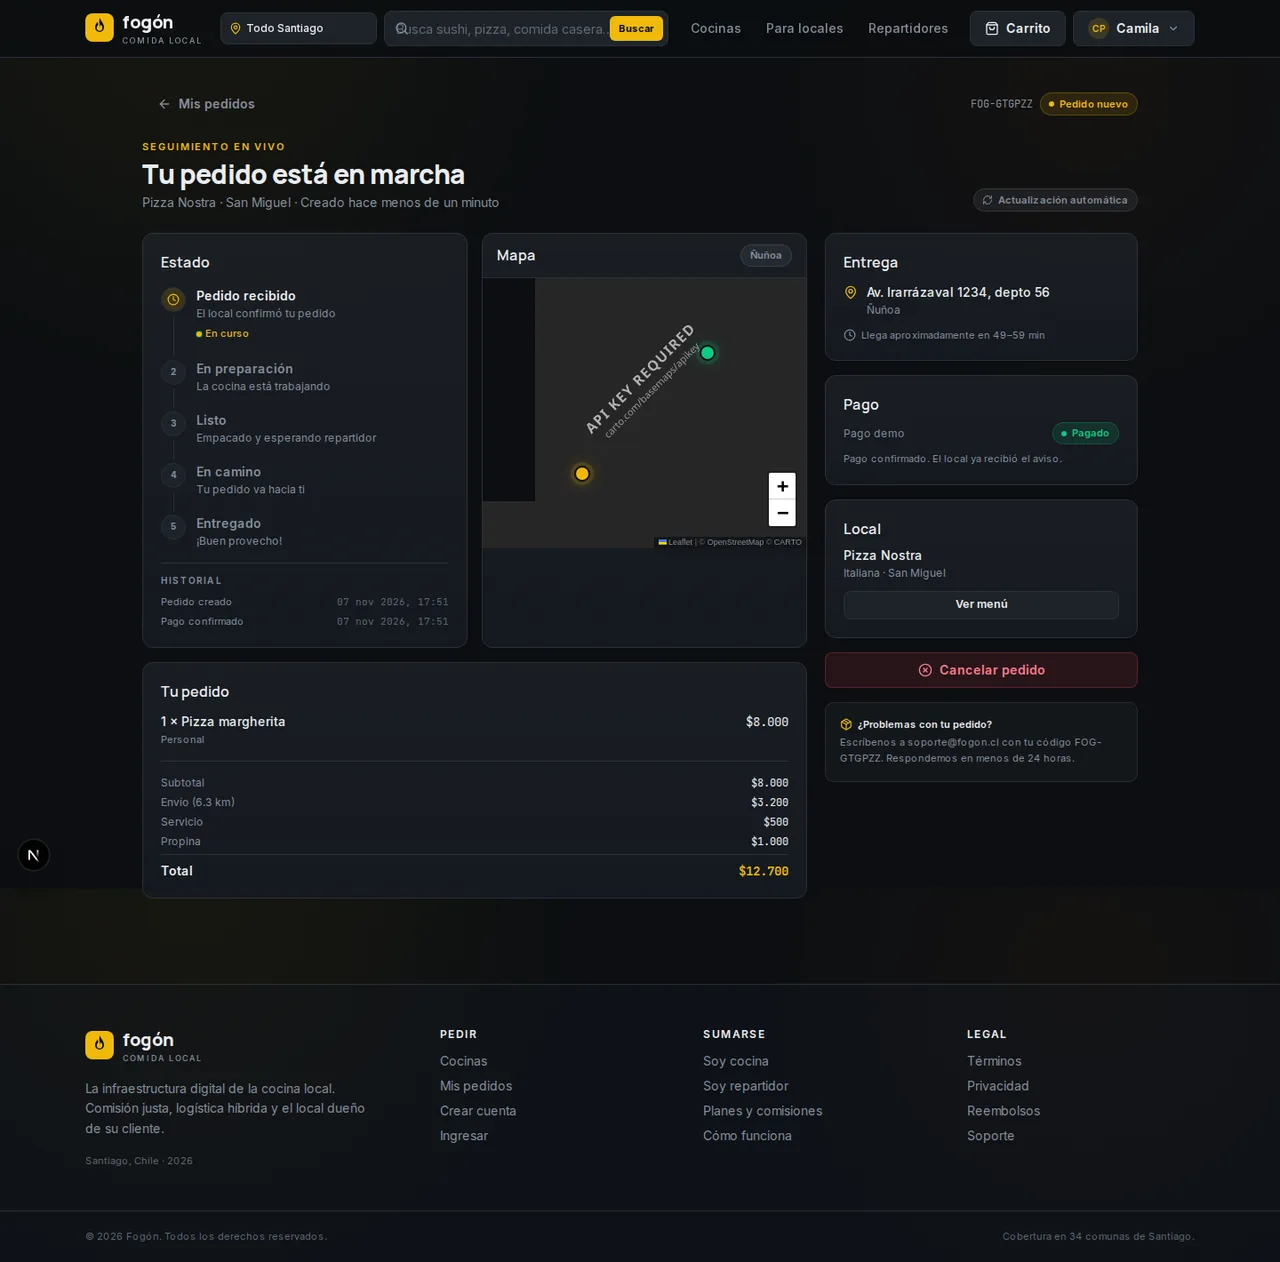 fogón
COMIDA LOCAL
Todo Santiago
Busca sushi, pizza, comida casera...
Buscar
Cocinas
Para locales
Repartidores
Carrito
CP
Camila
Mis pedidos
FOG-GTGPZZ
Pedido nuevo
SEGUIMIENTO EN VIVO
Tu pedido está en marcha
Pizza Nostra · San Miguel · Creado hace menos de un minuto
Actualización automática
Estado
Pedido recibido
El local confirmó tu pedido
En curso
2
En preparación
La cocina está trabajando
3
Listo
Empacado y esperando repartidor
4
En camino
Tu pedido va hacia ti
5
Entregado
¡Buen provecho!
HISTORIAL
Pedido creado 07 nov 2026, 17:51
Pago confirmado 07 nov 2026, 17:51
Mapa
Ñuñoa
API KEY REQUIRED
carto.com/basemaps/apikey
+
−
Leaflet | © OpenStreetMap © CARTO
Entrega
Av. Irarrázaval 1234, depto 56
Ñuñoa
Llega aproximadamente en 49–59 min
Pago
Pago demo
Pagado
Pago confirmado. El local ya recibió el aviso.
Local
Pizza Nostra
Italiana · San Miguel
Ver menú
Cancelar pedido
¿Problemas con tu pedido?
Escríbenos a soporte@fogon.cl con tu código FOG-
GTGPZZ. Respondemos en menos de 24 horas.
Tu pedido
1 × Pizza margherita $8.000
Personal
Subtotal $8.000
Envío (6.3 km) $3.200
Servicio $500
Propina $1.000
Total $12.700
N
fogón
COMIDA LOCAL
La infraestructura digital de la cocina local.
Comisión justa, logística híbrida y el local dueño
de su cliente.
Santiago, Chile · 2026
PEDIR
Cocinas
Mis pedidos
Crear cuenta
Ingresar
SUMARSE
Soy cocina
Soy repartidor
Planes y comisiones
Cómo funciona
LEGAL
Términos
Privacidad
Reembolsos
Soporte
© 2026 Fogón. Todos los derechos reservados.
Cobertura en 34 comunas de Santiago.